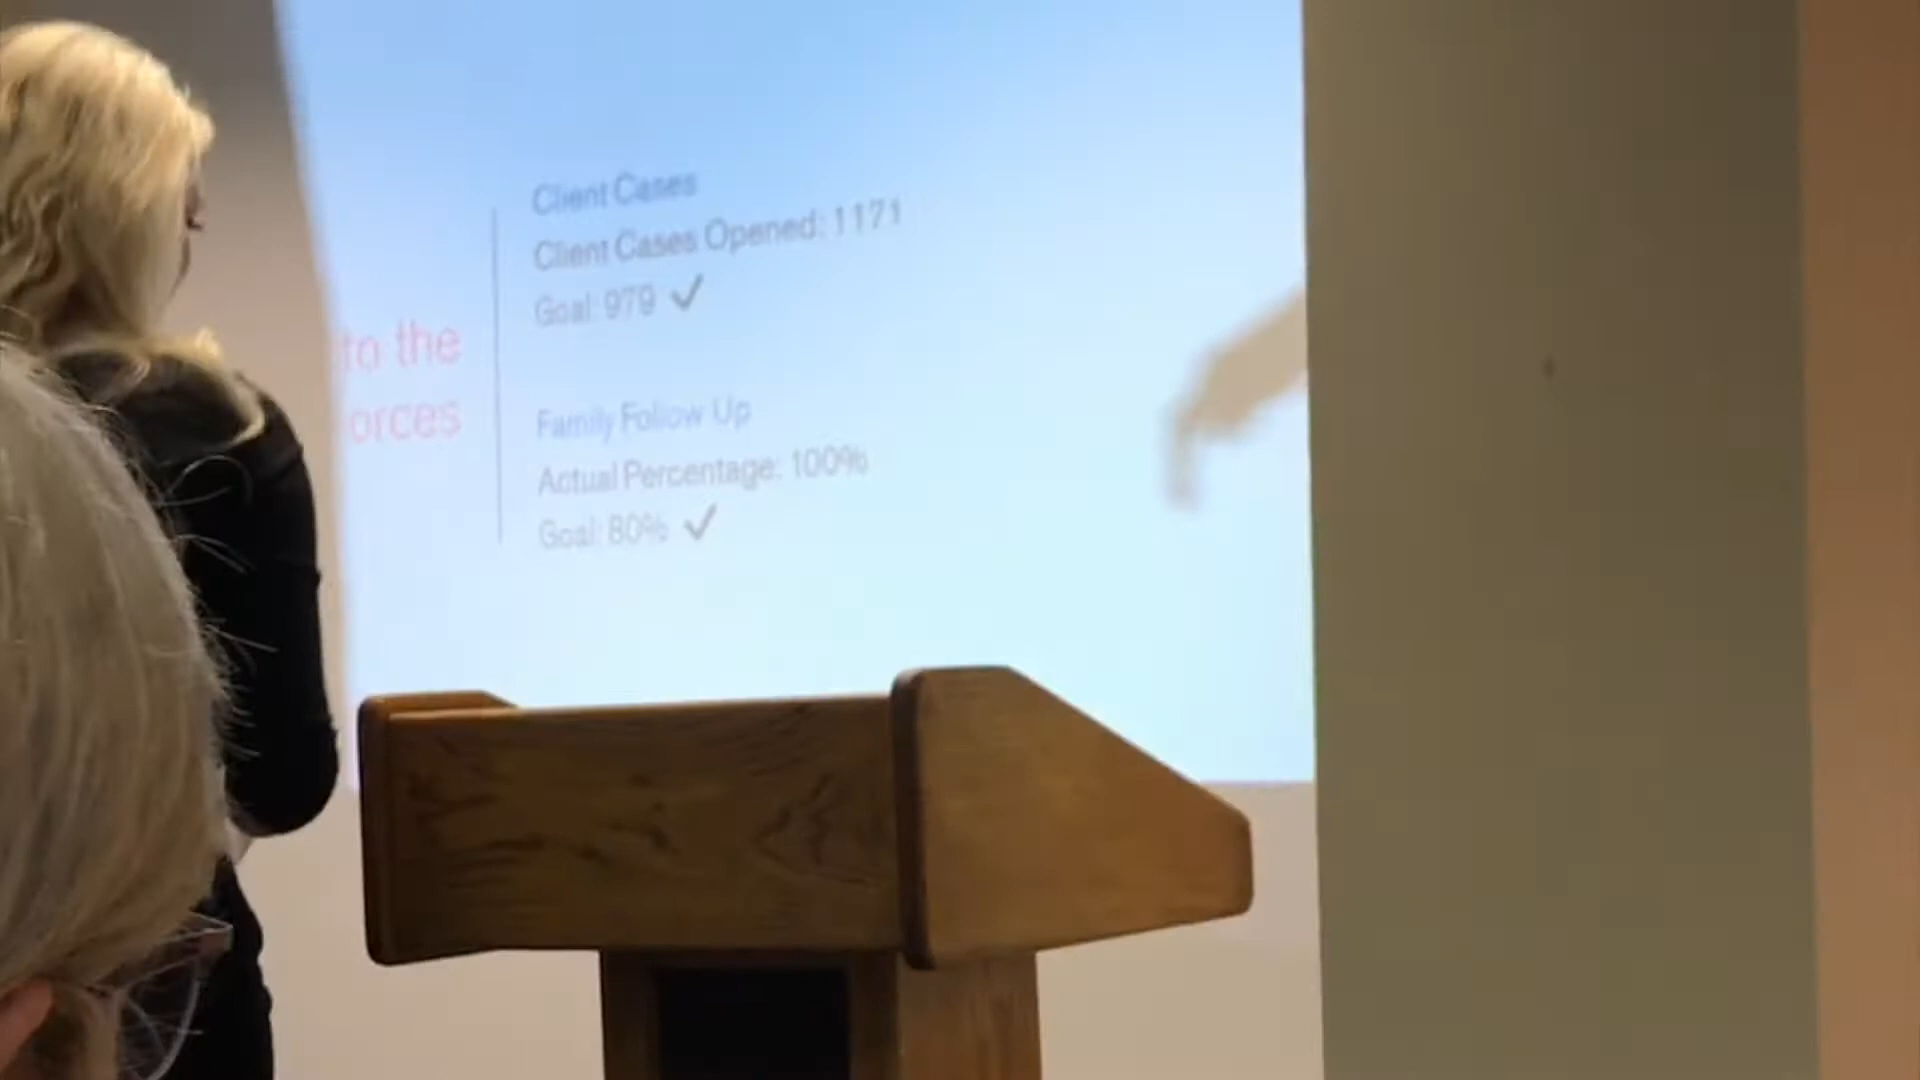 to the
orces
Client Cases
Client Cases Opened: 1171
Goal: 979 ✓
Family Follow Up
Actual Percentage: 100%
Goal: 80% ✓